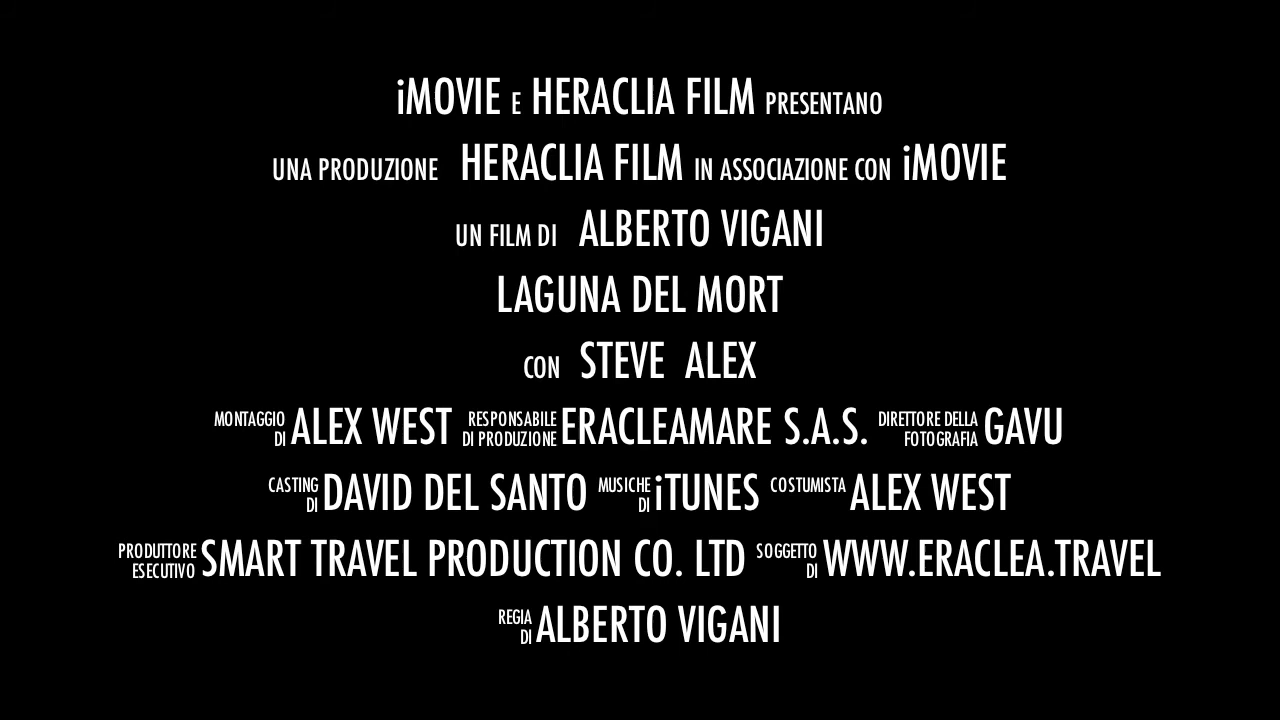 iMOVIE E HERACLIA FILM PRESENTANO
UNA PRODUZIONE HERACLIA FILM IN ASSOCIAZIONE CON iMOVIE
UN FILM DI ALBERTO VIGANI
LAGUNA DEL MORT
CON STEVE ALEX
MONTAGGIO DI ALEX WEST RESPONSABILE DI PRODUZIONE ERACLEAMARE S.A.S. DIRETTORE DELLA FOTOGRAFIA GAVU
CASTING DI DAVID DEL SANTO MUSICHE DI iTUNES COSTUMISTA ALEX WEST
PRODUTTORE ESECUTIVO SMART TRAVEL PRODUCTION CO. LTD SOGGETTO DI WWW.ERACLEA.TRAVEL
REGIA DI ALBERTO VIGANI